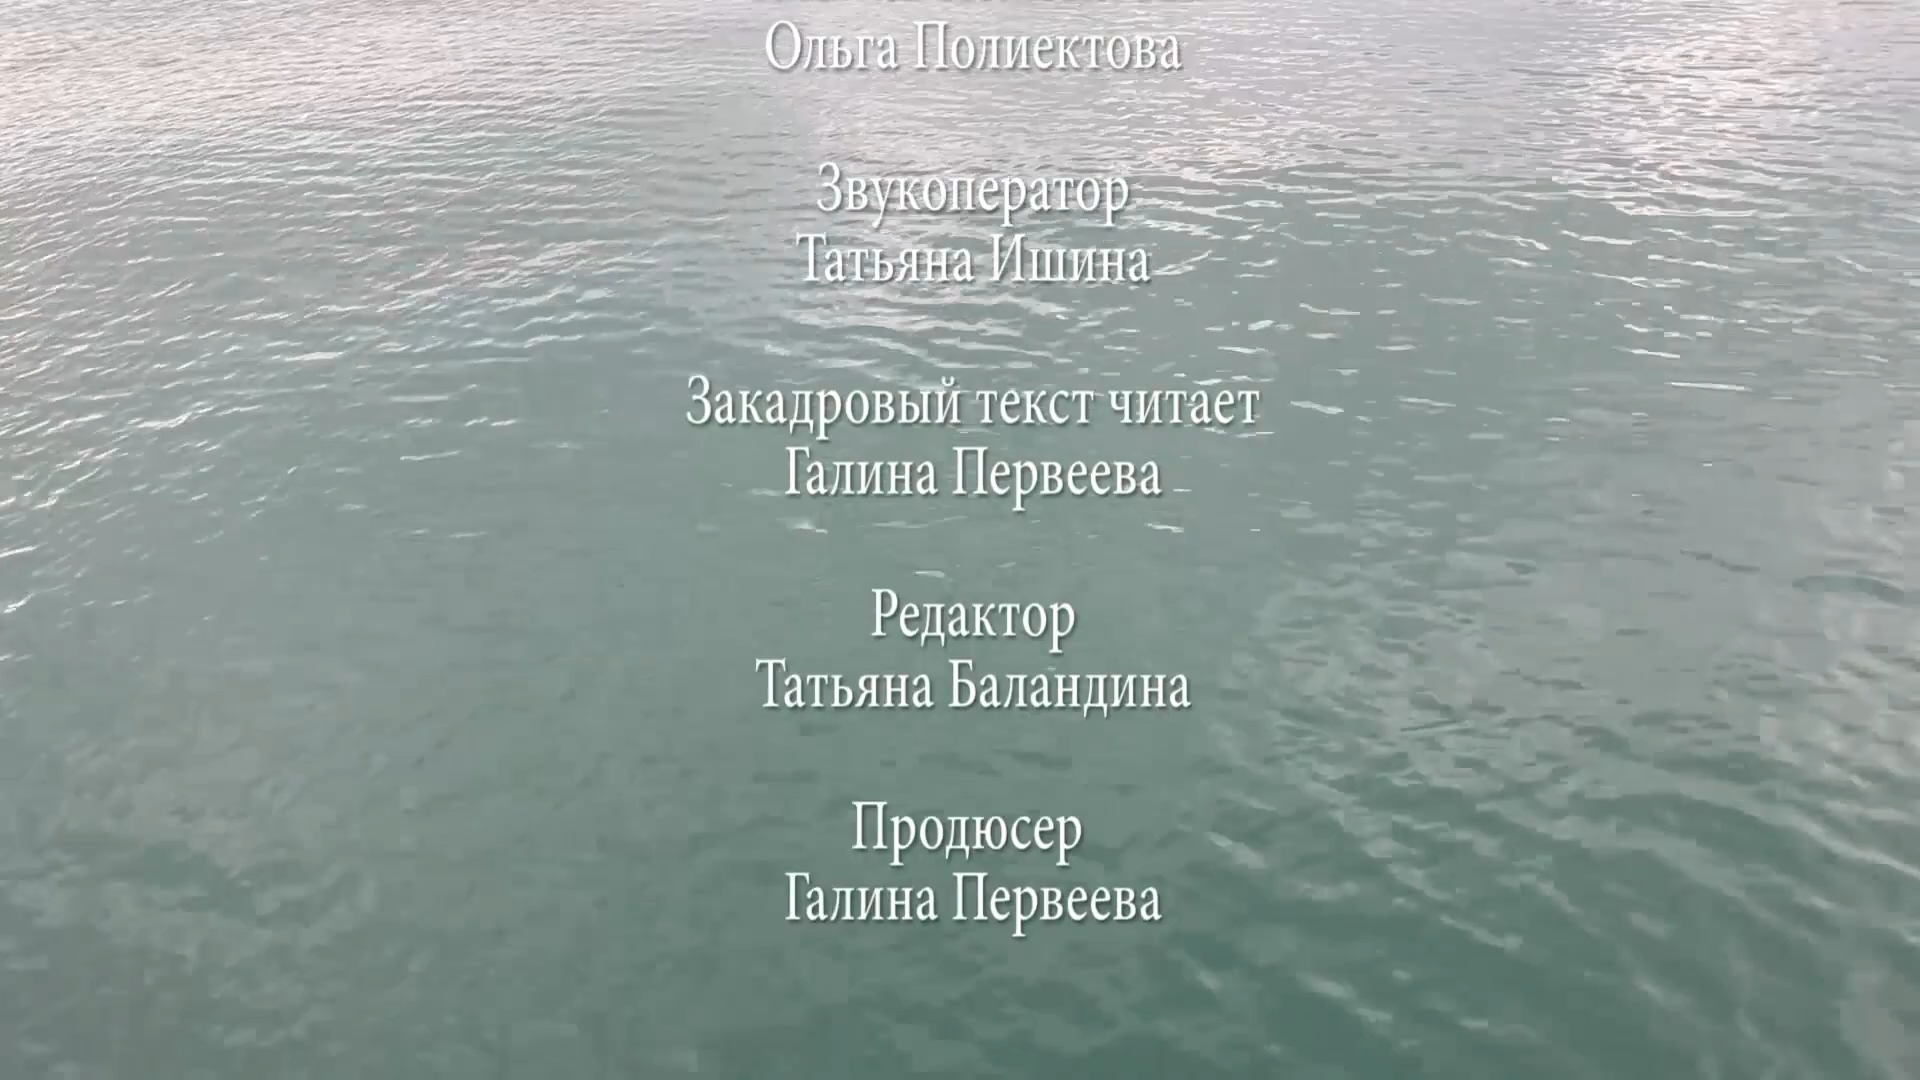 Ольга Полиектова
Звукоператор
Татьяна Ишина
Закадровый текст читает
Галина Первеева
Редактор
Татьяна Баландина
Продюсер
Галина Первеева